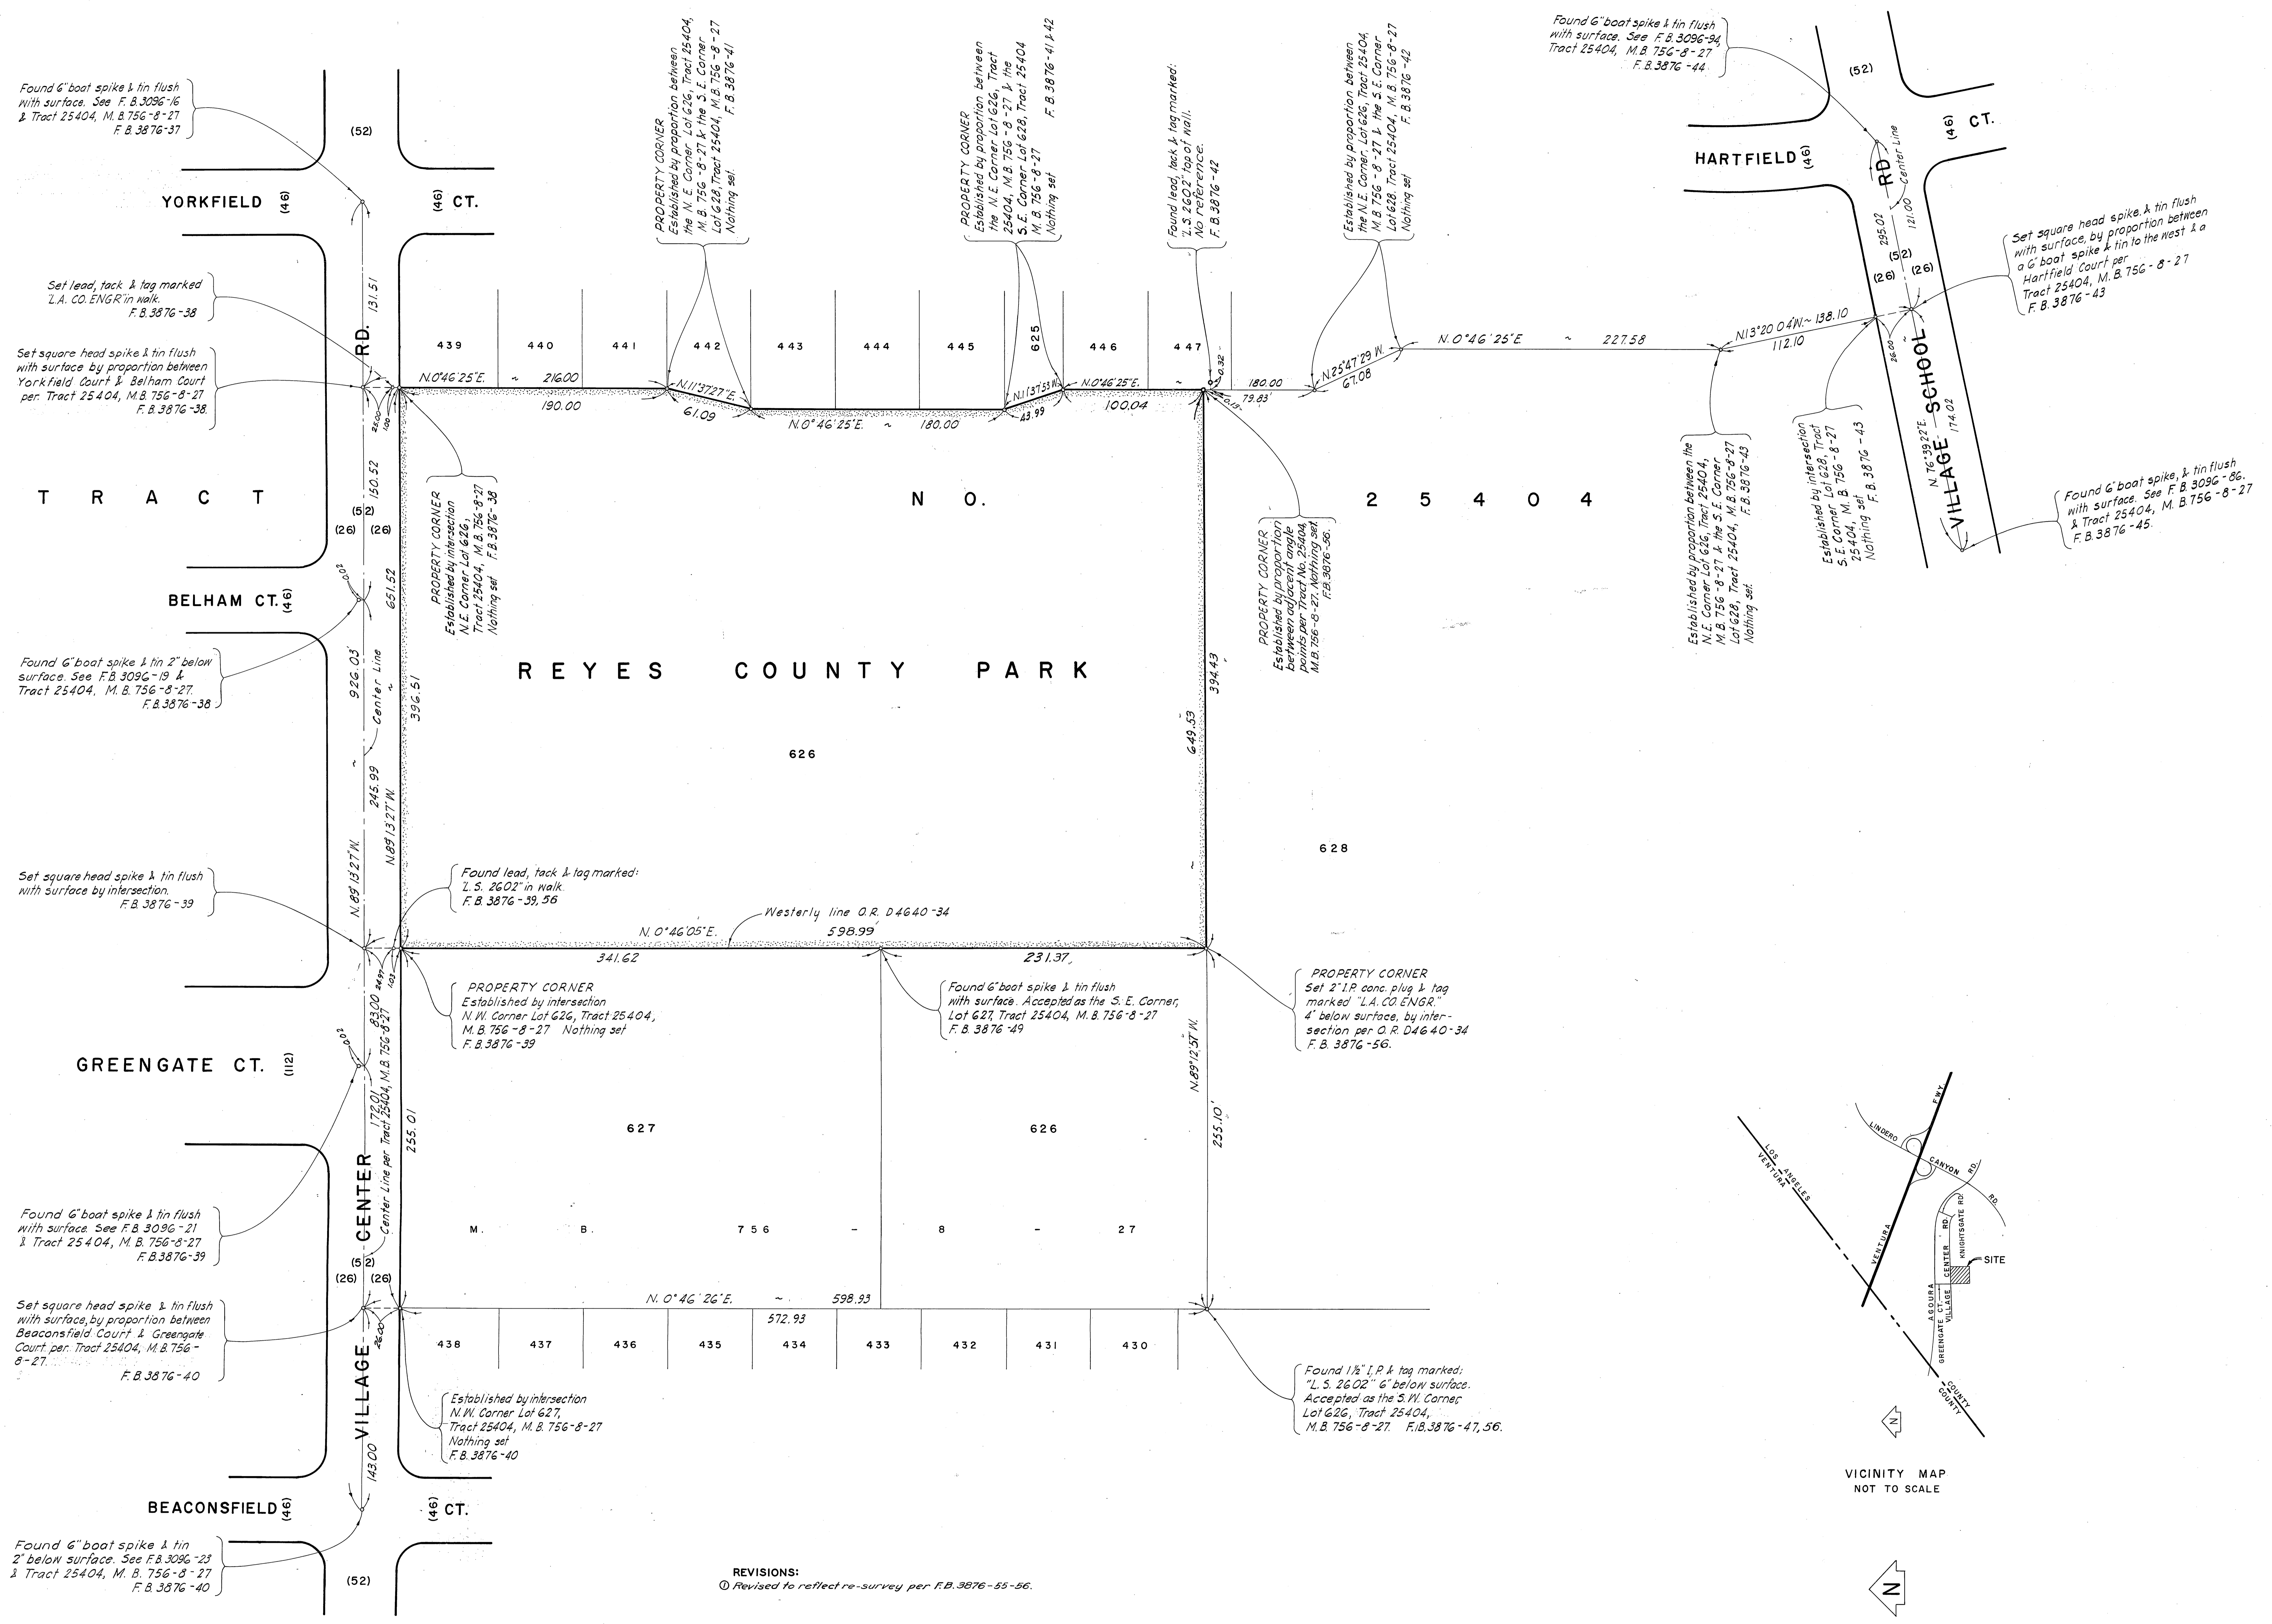 Found 6" boat spike & tin flush
with surface. See F.B. 3096-16
& Tract 25404, M.B. 756-8-27
F.B. 3876-37
(52)
YORKFIELD (46)
(46) CT.
Set lead, tack & tag marked
"L.A. CO. ENGR" in walk.
F.B. 3876-38
131.51
RD.
Set square head spike & tin flush
with surface by proportion between
Yorkfield Court & Belham Court
per. Tract 25404, M.B. 756-8-27
F.B. 3876-38.
PROPERTY CORNER
Established by proportion between
the N.E. Corner Lot 626, Tract 25404,
M.B. 756-8-27 & the S.E. Corner
Lot 628, Tract 25404, M.B. 756-8-27
Nothing set. F.B. 3876-41
PROPERTY CORNER
Established by proportion between
the N.E. Corner Lot 626, Tract
25404, M.B. 756-8-27 & the
S.E. Corner Lot 628, Tract 25404
M.B. 756-8-27 F.B. 3876-41 & 42
Nothing set
Found lead, tack & tag marked:
"L.S. 2602" top of wall.
No reference.
F.B. 3876-42
Established by proportion between
the N.E. Corner. Lot 626, Tract 25404,
M.B. 756-8-27 & the S.E. Corner
Lot 628. Tract 25404, M.B. 756-8-27
Nothing set F.B. 3876-42
Found 6" boat spike & tin flush
with surface. See F.B. 3096-94,
Tract 25404, M.B. 756-8-27
F.B. 3876-44
(52)
HARTFIELD (46)
(46) CT.
RD
Center Line
295.02
121.00
(52)
(26) (26)
Set square head spike & tin flush
with surface, by proportion between
a 6" boat spike & tin to the west & a
Hartfield Court per
Tract 25404, M.B. 756-8-27
F.B. 3876-43
439
440
441
442
443
444
445
625
446
447
N.0°46'25"E. ~ 216.00
190.00
N.11°37'27"E.
61.09
N.0°46'25"E. ~ 180.00
N.11°37'53"W.
43.99
N.0°46'25"E. ~
100.04
0.32
0.13
180.00
79.83'
N.25°47'29"W.
67.08
N.0°46'25"E ~ 227.58
N.13°20'04"W. ~ 138.10
112.10
26.00
25.00
1.00
VILLAGE SCHOOL
N.76°39'22"E.
174.02
Found 6" boat spike, & tin flush
with surface. See F.B. 3096-86.
& Tract 25404, M.B. 756-8-27
F.B. 3876-45.
Established by intersection
S.E. Corner Lot 628, Tract
25404, M.B. 756-8-27
Nothing set F.B. 3876-43
Established by proportion between the
N.E. Corner Lot 626, Tract 25404,
M.B. 756-8-27 & the S.E. Corner
Lot 628, Tract 25404, M.B. 756-8-27
Nothing set. F.B. 3876-43
PROPERTY CORNER
Established by intersection
N.E. Corner Lot 626,
Tract 25404, M.B. 756-8-27
Nothing set F.B. 3876-38
PROPERTY CORNER
Established by proportion
between adjacent angle
points per Tract No. 25404,
M.B. 756-8-27. Nothing set.
F.B. 3876-56.
TRACT NO. 25404
150.52
(52)
(26) (26)
0.02
651.52
BELHAM CT. (46)
Found 6" boat spike & tin 2" below
surface. See F.B. 3096-19 &
Tract 25404, M.B. 756-8-27.
F.B. 3876-38
926.03'
Center Line
~
396.51
REYES COUNTY PARK
394.43
649.53
626
~
245.99
N.89°13'27"W.
N.89°13'27"W.
~
628
Set square head spike & tin flush
with surface by intersection.
F.B. 3876-39
Found lead, tack & tag marked:
"L.S. 2602" in walk.
F.B. 3876-39, 56
Westerly line O.R. D4640-34
N. 0°46'05"E. 598.99'
341.62
231.37
24.97
1.03
83.00
PROPERTY CORNER
Established by intersection
N.W. Corner Lot 626, Tract 25404,
M.B. 756-8-27 Nothing set
F.B. 3876-39
Found 6" boat spike & tin flush
with surface. Accepted as the S.E. Corner,
Lot 627, Tract 25404, M.B. 756-8-27
F.B. 3876-49
PROPERTY CORNER
Set 2" I.P. conc. plug & tag
marked "L.A. CO. ENGR."
4' below surface, by inter-
section per O.R. D4640-34
F.B. 3876-56.
0.02
GREENGATE CT. (112)
172.01
Center Line per Tract 25404, M.B. 756-8-27
255.01
N.89°12'57"W.
255.10'
627
626
Found 6" boat spike & tin flush
with surface. See F.B. 3096-21
& Tract 25404, M.B. 756-8-27
F.B. 3876-39
M. B. 756 - 8 - 27
VILLAGE CENTER
(52)
(26) (26)
Set square head spike & tin flush
with surface, by proportion between
Beaconsfield Court & Greengate
Court per. Tract 25404, M.B. 756-
8-27.
F.B. 3876-40
26.00
N. 0°46'26"E. ~ 598.93
572.93
438
437
436
435
434
433
432
431
430
Established by intersection
N.W. Corner Lot 627,
Tract 25404, M.B. 756-8-27
Nothing set
F.B. 3876-40
Found 1½" I.P. & tag marked:
"L.S. 2602" 6" below surface.
Accepted as the S.W. Corner,
Lot 626, Tract 25404,
M.B. 756-8-27. F.B. 3876-47, 56.
143.00
BEACONSFIELD (46)
(46) CT.
Found 6" boat spike & tin
2" below surface. See F.B. 3096-23
& Tract 25404, M.B. 756-8-27
F.B. 3876-40
(52)
REVISIONS:
① Revised to reflect re-survey per F.B. 3876-55-56.
FWY.
LINDERO
CANYON
RD.
RD.
LOS ANGELES
VENTURA
VENTURA
KNIGHTSGATE RD.
VILLAGE CENTER RD.
SITE
AGOURA
GREENGATE CT.
COUNTY
COUNTY
N
VICINITY MAP
NOT TO SCALE
N